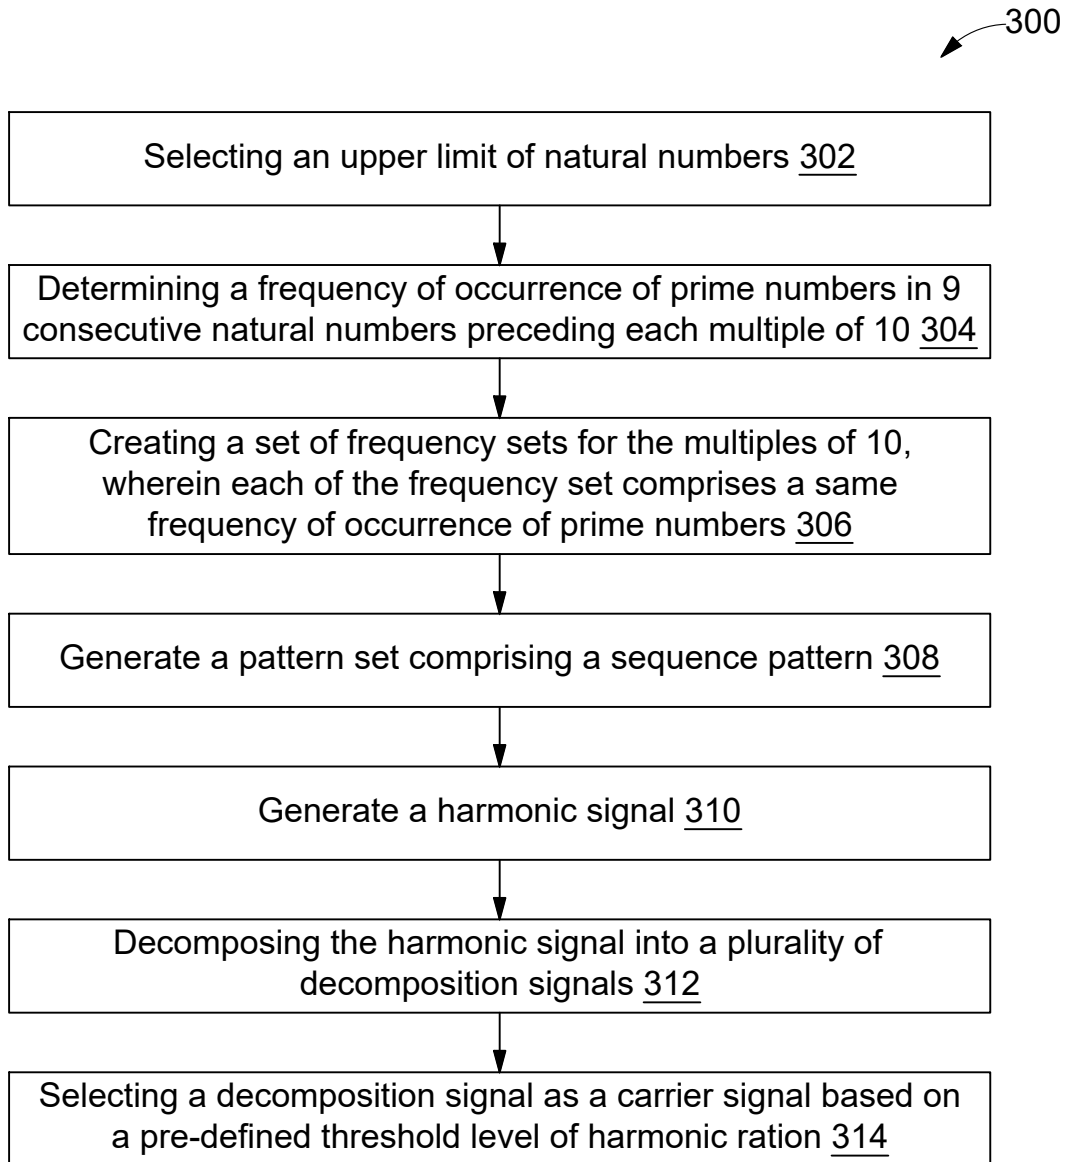 300
Selecting an upper limit of natural numbers 302
Determining a frequency of occurrence of prime numbers in 9
consecutive natural numbers preceding each multiple of 10 304
Creating a set of frequency sets for the multiples of 10,
wherein each of the frequency set comprises a same
frequency of occurrence of prime numbers 306
Generate a pattern set comprising a sequence pattern 308
Generate a harmonic signal 310
Decomposing the harmonic signal into a plurality of
decomposition signals 312
Selecting a decomposition signal as a carrier signal based on
a pre-defined threshold level of harmonic ration 314